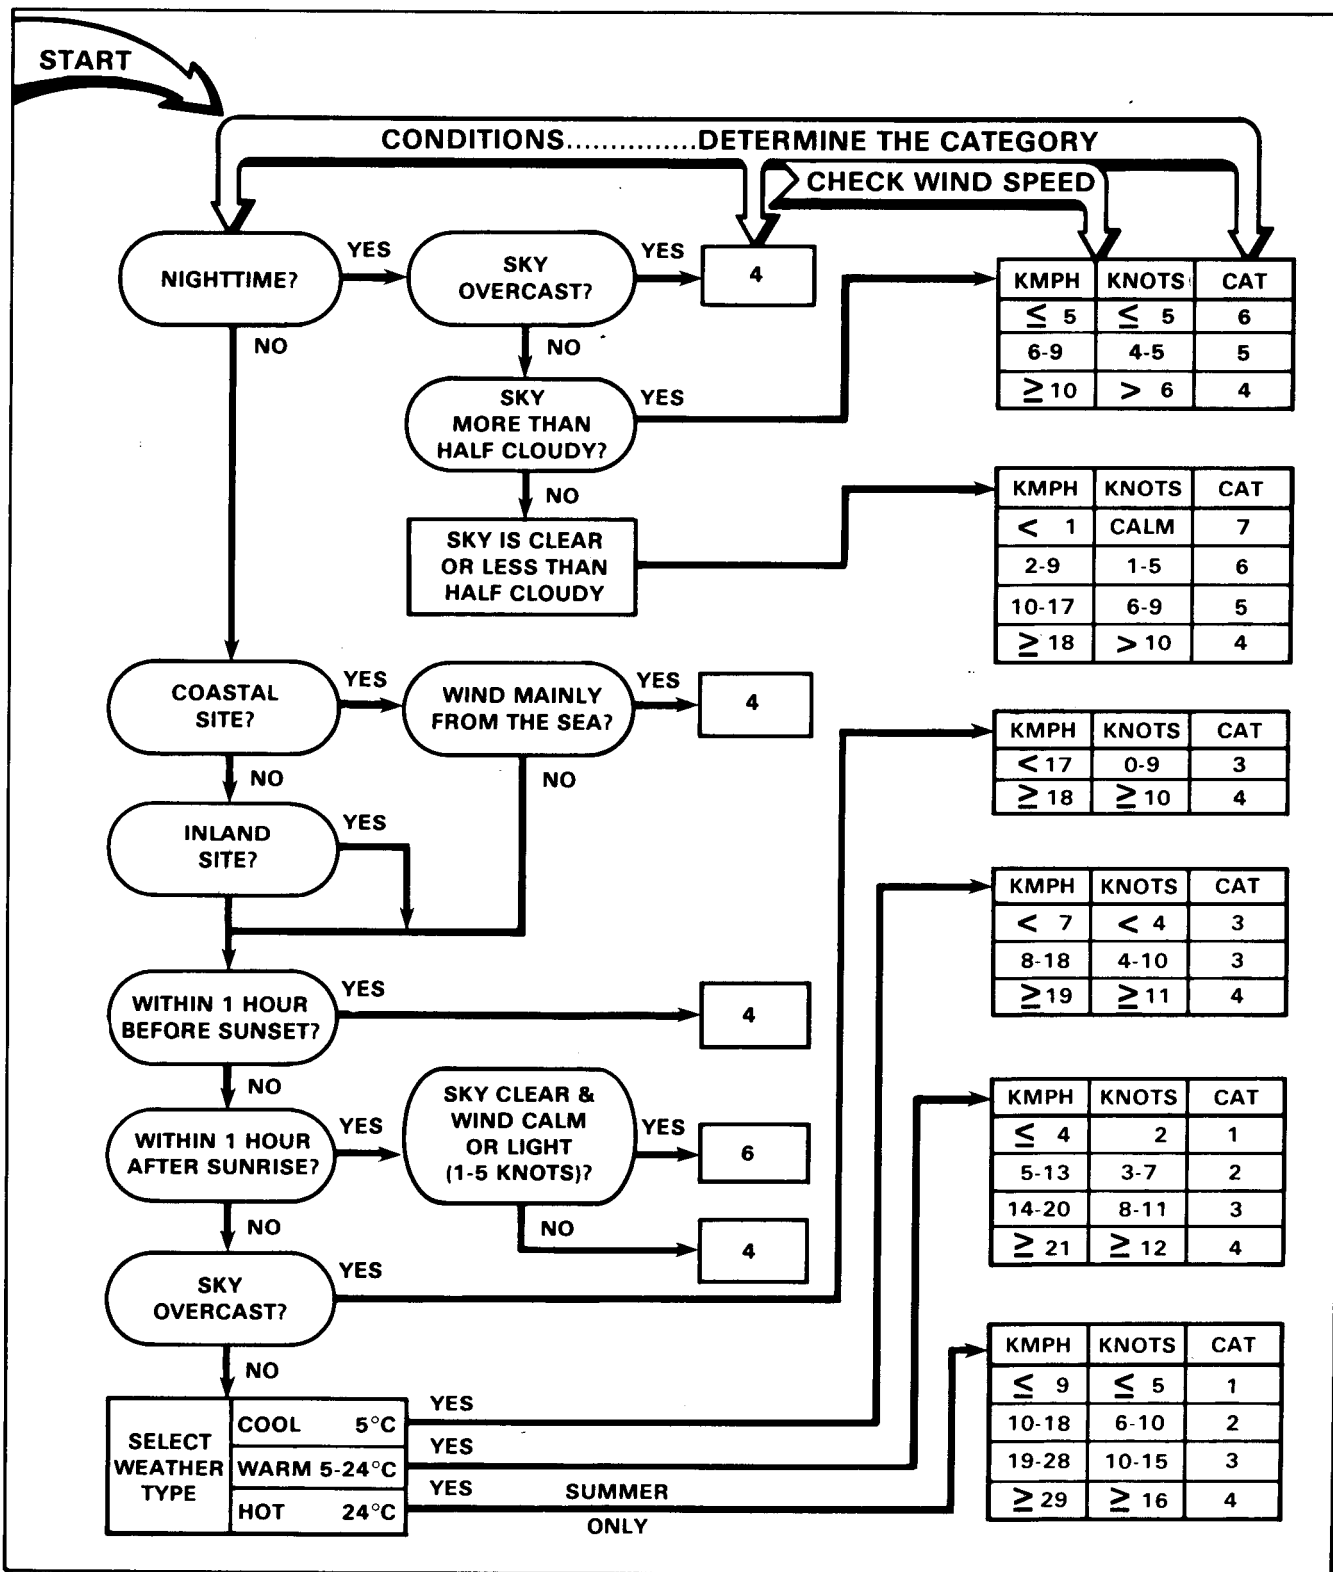 START
CONDITIONS..............DETERMINE THE CATEGORY
CHECK WIND SPEED
NIGHTTIME?
YES
NO
SKY
OVERCAST?
YES
NO
4
SKY
MORE THAN
HALF CLOUDY?
YES
NO
SKY IS CLEAR
OR LESS THAN
HALF CLOUDY
KMPH KNOTS CAT
≤ 5 ≤ 5 6
6-9 4-5 5
≥ 10 > 6 4
KMPH KNOTS CAT
< 1 CALM 7
2-9 1-5 6
10-17 6-9 5
≥ 18 > 10 4
COASTAL
SITE?
YES
NO
WIND MAINLY
FROM THE SEA?
YES
NO
4
INLAND
SITE?
YES
KMPH KNOTS CAT
< 17 0-9 3
≥ 18 ≥ 10 4
KMPH KNOTS CAT
< 7 < 4 3
8-18 4-10 3
≥ 19 ≥ 11 4
WITHIN 1 HOUR
BEFORE SUNSET?
YES
NO
4
WITHIN 1 HOUR
AFTER SUNRISE?
YES
NO
SKY CLEAR &
WIND CALM
OR LIGHT
(1-5 KNOTS)?
YES
NO
6
4
KMPH KNOTS CAT
≤ 4 2 1
5-13 3-7 2
14-20 8-11 3
≥ 21 ≥ 12 4
SKY
OVERCAST?
YES
NO
SELECT
WEATHER
TYPE
COOL 5°C
WARM 5-24°C
HOT 24°C
YES
YES
YES
SUMMER
ONLY
KMPH KNOTS CAT
≤ 9 ≤ 5 1
10-18 6-10 2
19-28 10-15 3
≥ 29 ≥ 16 4